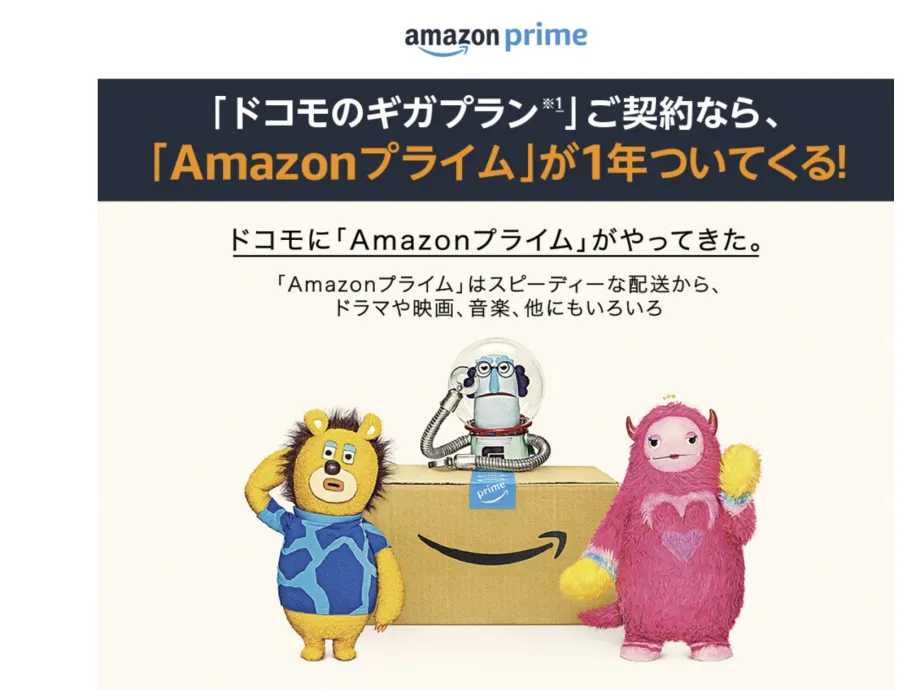 amazon prime
「ドコモのギガプラン※1」ご契約なら、
「Amazonプライム」が1年ついてくる!
ドコモに「Amazonプライム」がやってきた。
「Amazonプライム」はスピーディーな配送から、
ドラマや映画、音楽、他にもいろいろ
prime